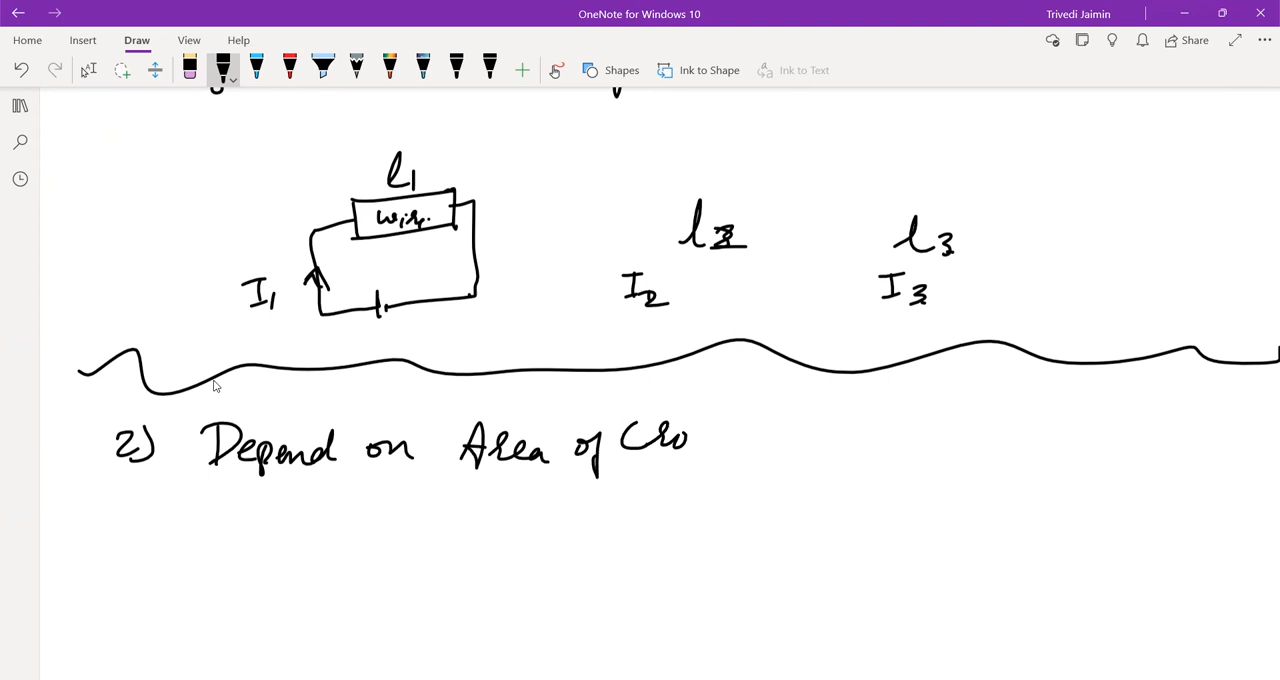 OneNote for Windows 10
Trivedi Jaimin
Home Insert Draw View Help
Share
Shapes Ink to Shape Ink to Text
l1
wire
l2 l3
I1 I2 I3
2) Depend on Area of Cro